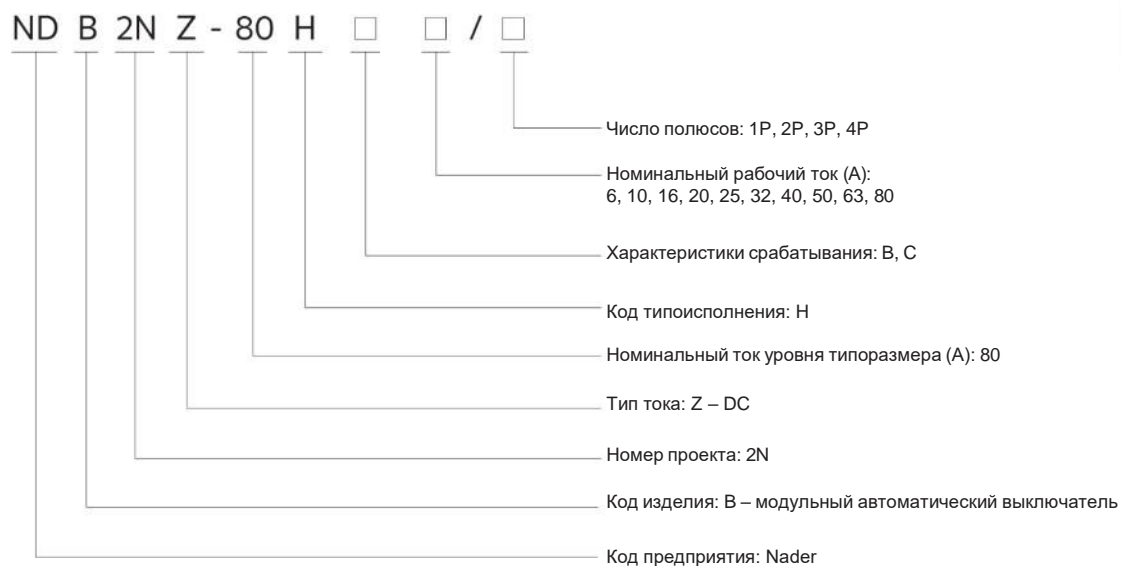 ND B 2N Z - 80 H □ □ / □
Число полюсов: 1P, 2P, 3P, 4P
Номинальный рабочий ток (А):
6, 10, 16, 20, 25, 32, 40, 50, 63, 80
Характеристики срабатывания: B, C
Код типоисполнения: H
Номинальный ток уровня типоразмера (А): 80
Тип тока: Z – DC
Номер проекта: 2N
Код изделия: B – модульный автоматический выключатель
Код предприятия: Nader